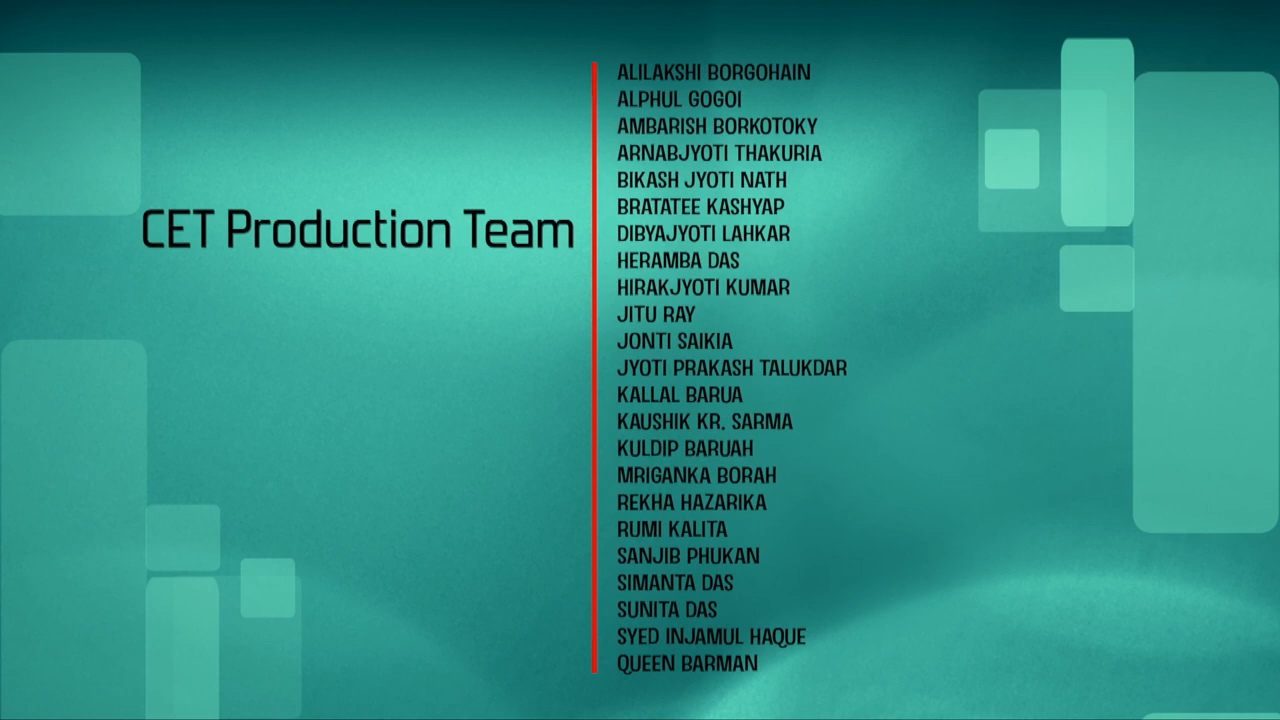 CET Production Team
ALILAKSHI BORGOHAIN
ALPHUL GOGOI
AMBARISH BORKOTOKY
ARNABJYOTI THAKURIA
BIKASH JYOTI NATH
BRATATEE KASHYAP
DIBYAJYOTI LAHKAR
HERAMBA DAS
HIRAKJYOTI KUMAR
JITU RAY
JONTI SAIKIA
JYOTI PRAKASH TALUKDAR
KALLAL BARUA
KAUSHIK KR. SARMA
KULDIP BARUAH
MRIGANKA BORAH
REKHA HAZARIKA
RUMI KALITA
SANJIB PHUKAN
SIMANTA DAS
SUNITA DAS
SYED INJAMUL HAQUE
QUEEN BARMAN